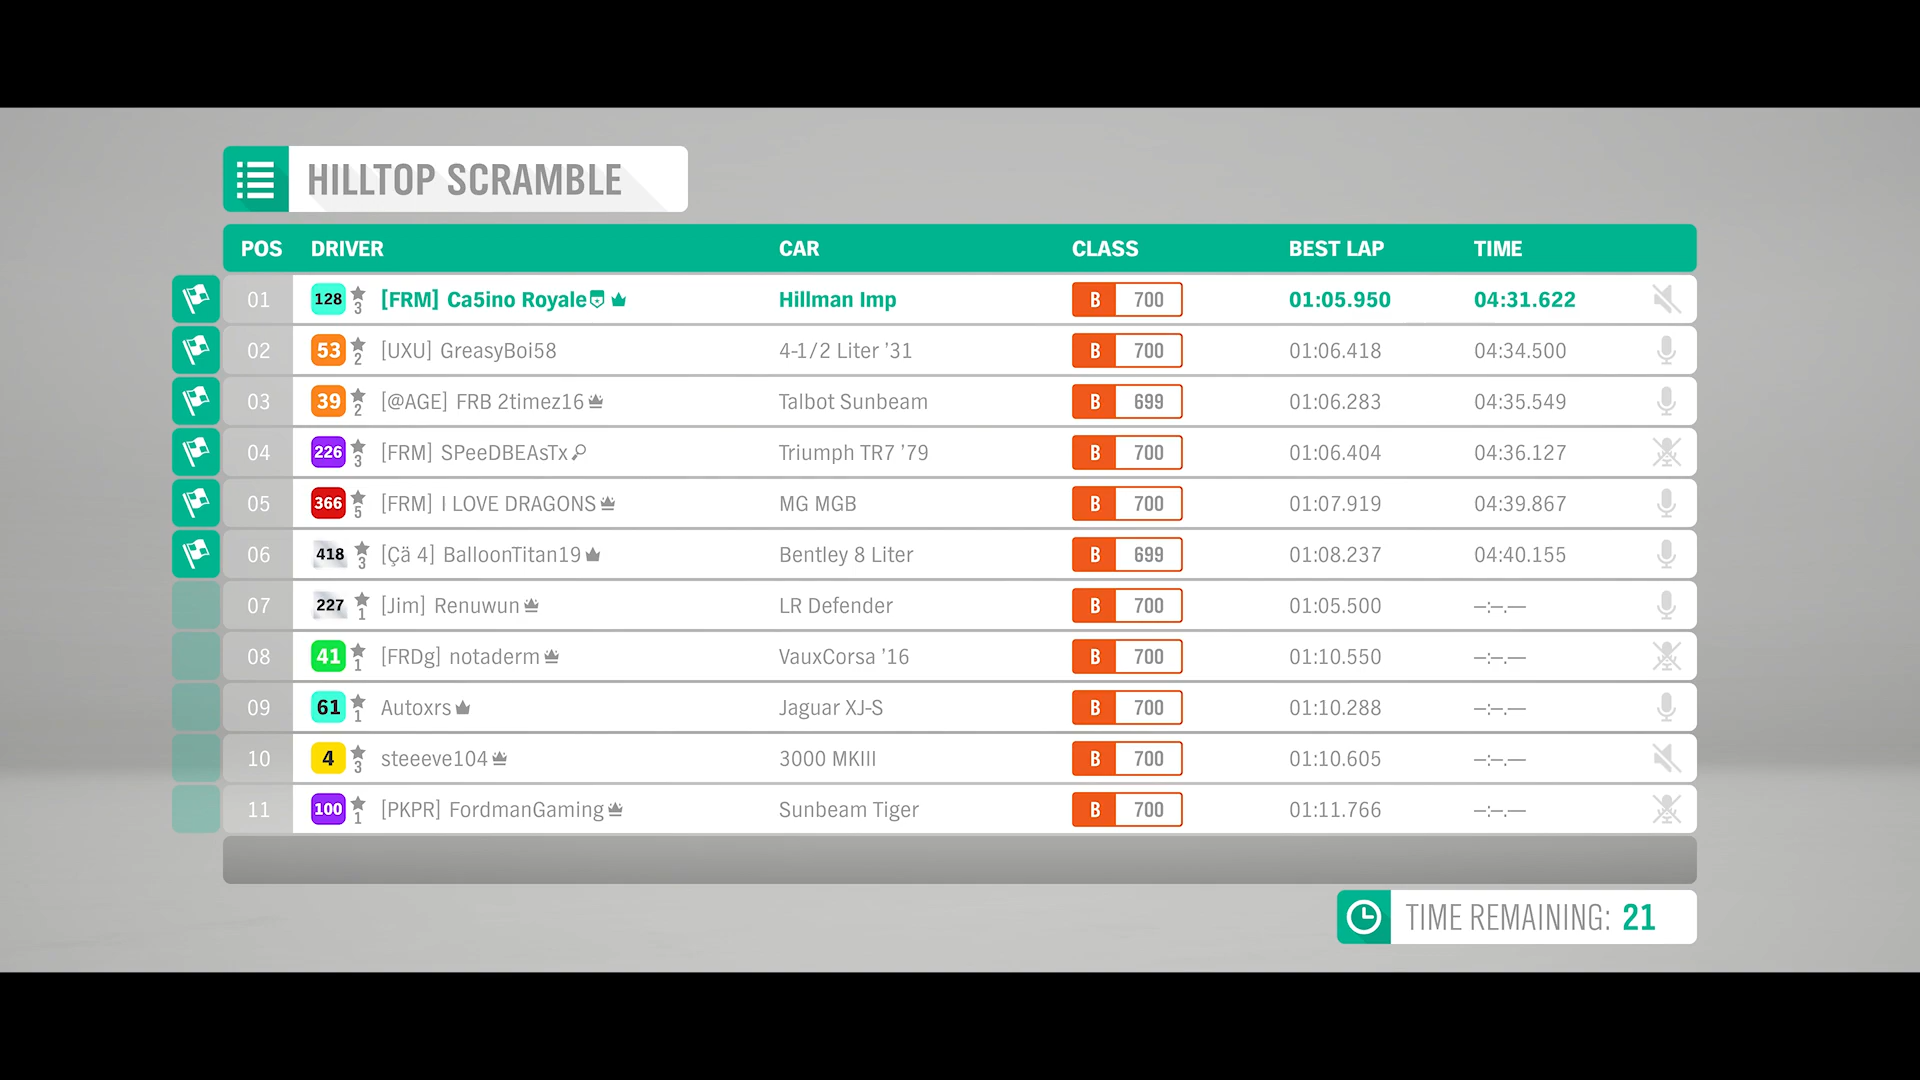 HILLTOP SCRAMBLE
POS DRIVER CAR CLASS BEST LAP TIME
01 128 3 [FRM] Ca5ino Royale Hillman Imp B 700 01:05.950 04:31.622
02 53 2 [UXU] GreasyBoi58 4-1/2 Liter ’31 B 700 01:06.418 04:34.500
03 39 2 [@AGE] FRB 2timez16 Talbot Sunbeam B 699 01:06.283 04:35.549
04 226 3 [FRM] SPeeDBEAsTx Triumph TR7 ’79 B 700 01:06.404 04:36.127
05 366 5 [FRM] I LOVE DRAGONS MG MGB B 700 01:07.919 04:39.867
06 418 3 [Çä 4] BalloonTitan19 Bentley 8 Liter B 699 01:08.237 04:40.155
07 227 1 [Jim] Renuwun LR Defender B 700 01:05.500 –:–.—
08 41 1 [FRDg] notaderm VauxCorsa ’16 B 700 01:10.550 –:–.—
09 61 1 Autoxrs Jaguar XJ-S B 700 01:10.288 –:–.—
10 4 3 steeeve104 3000 MKIII B 700 01:10.605 –:–.—
11 100 1 [PKPR] FordmanGaming Sunbeam Tiger B 700 01:11.766 –:–.—
TIME REMAINING: 21